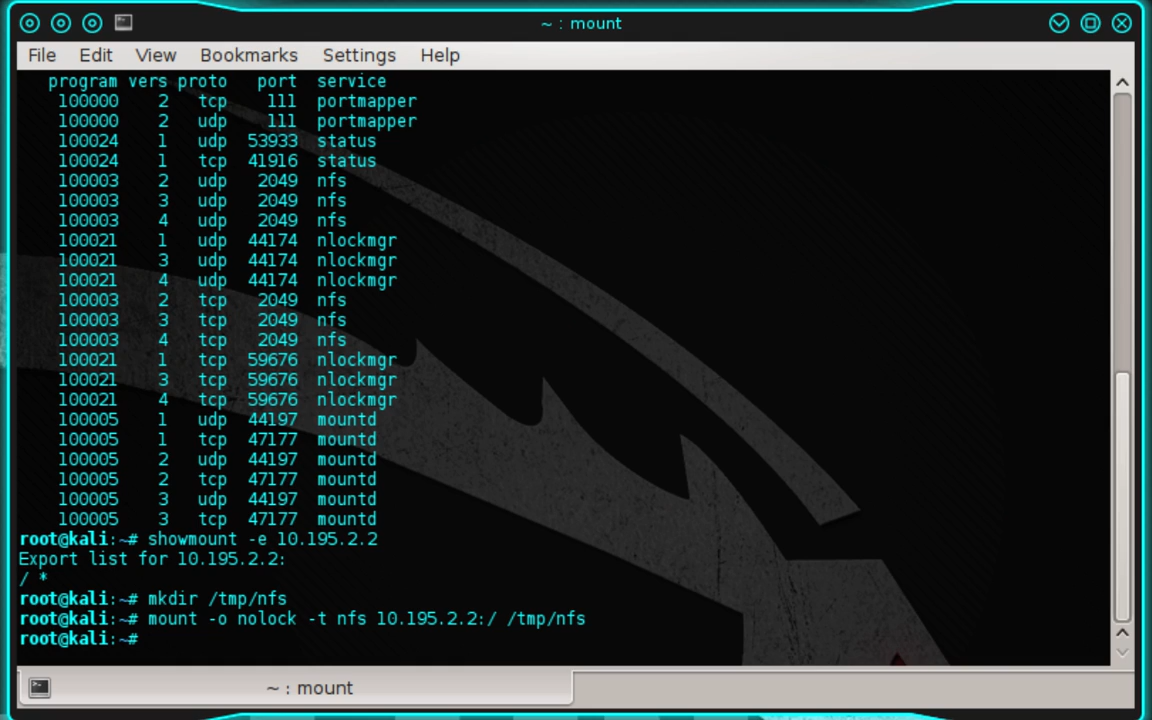 ~ : mount
File Edit View Bookmarks Settings Help
program vers proto port service
100000 2 tcp 111 portmapper
100000 2 udp 111 portmapper
100024 1 udp 53933 status
100024 1 tcp 41916 status
100003 2 udp 2049 nfs
100003 3 udp 2049 nfs
100003 4 udp 2049 nfs
100021 1 udp 44174 nlockmgr
100021 3 udp 44174 nlockmgr
100021 4 udp 44174 nlockmgr
100003 2 tcp 2049 nfs
100003 3 tcp 2049 nfs
100003 4 tcp 2049 nfs
100021 1 tcp 59676 nlockmgr
100021 3 tcp 59676 nlockmgr
100021 4 tcp 59676 nlockmgr
100005 1 udp 44197 mountd
100005 1 tcp 47177 mountd
100005 2 udp 44197 mountd
100005 2 tcp 47177 mountd
100005 3 udp 44197 mountd
100005 3 tcp 47177 mountd
root@kali:~# showmount -e 10.195.2.2
Export list for 10.195.2.2:
/ *
root@kali:~# mkdir /tmp/nfs
root@kali:~# mount -o nolock -t nfs 10.195.2.2:/ /tmp/nfs
root@kali:~#
~ : mount